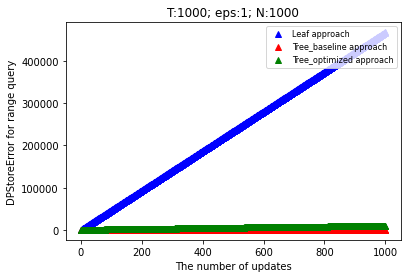 T:1000; eps:1; N:1000
Leaf approach
Tree_baseline approach
Tree_optimized approach
DPStoreError for range query
400000
300000
200000
100000
0
0 200 400 600 800 1000
The number of updates